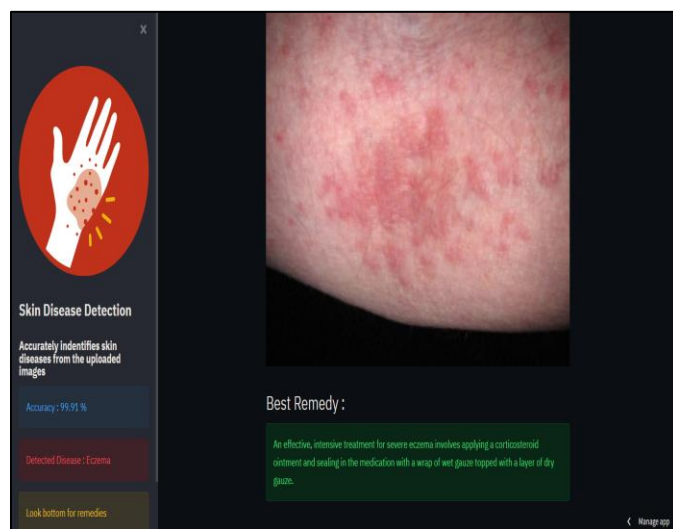 X
Skin Disease Detection
Accurately indentifies skin
diseases from the uploaded
images
Accuracy : 99.91 %
Detected Disease : Eczema
Look bottom for remedies
Best Remedy :
An effective, intensive treatment for severe eczema involves applying a corticosteroid
ointment and sealing in the medication with a wrap of wet gauze topped with a layer of dry
gauze.
< Manage app